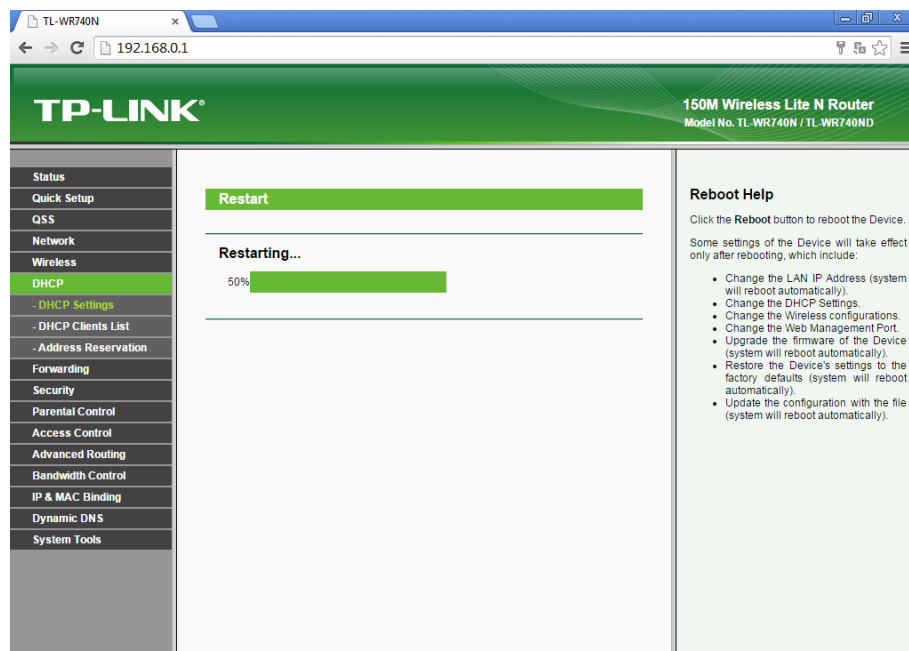 TL-WR740N
192.168.0.1
TP-LINK®
150M Wireless Lite N Router
Model No. TL-WR740N / TL-WR740ND
Status
Quick Setup
QSS
Network
Wireless
DHCP
- DHCP Settings
- DHCP Clients List
- Address Reservation
Forwarding
Security
Parental Control
Access Control
Advanced Routing
Bandwidth Control
IP & MAC Binding
Dynamic DNS
System Tools
Restart
Restarting...
50%
Reboot Help
Click the Reboot button to reboot the Device.
Some settings of the Device will take effect
only after rebooting, which include:
• Change the LAN IP Address (system
will reboot automatically).
• Change the DHCP Settings.
• Change the Wireless configurations.
• Change the Web Management Port.
• Upgrade the firmware of the Device
(system will reboot automatically).
• Restore the Device's settings to the
factory defaults (system will reboot
automatically).
• Update the configuration with the file
(system will reboot automatically).